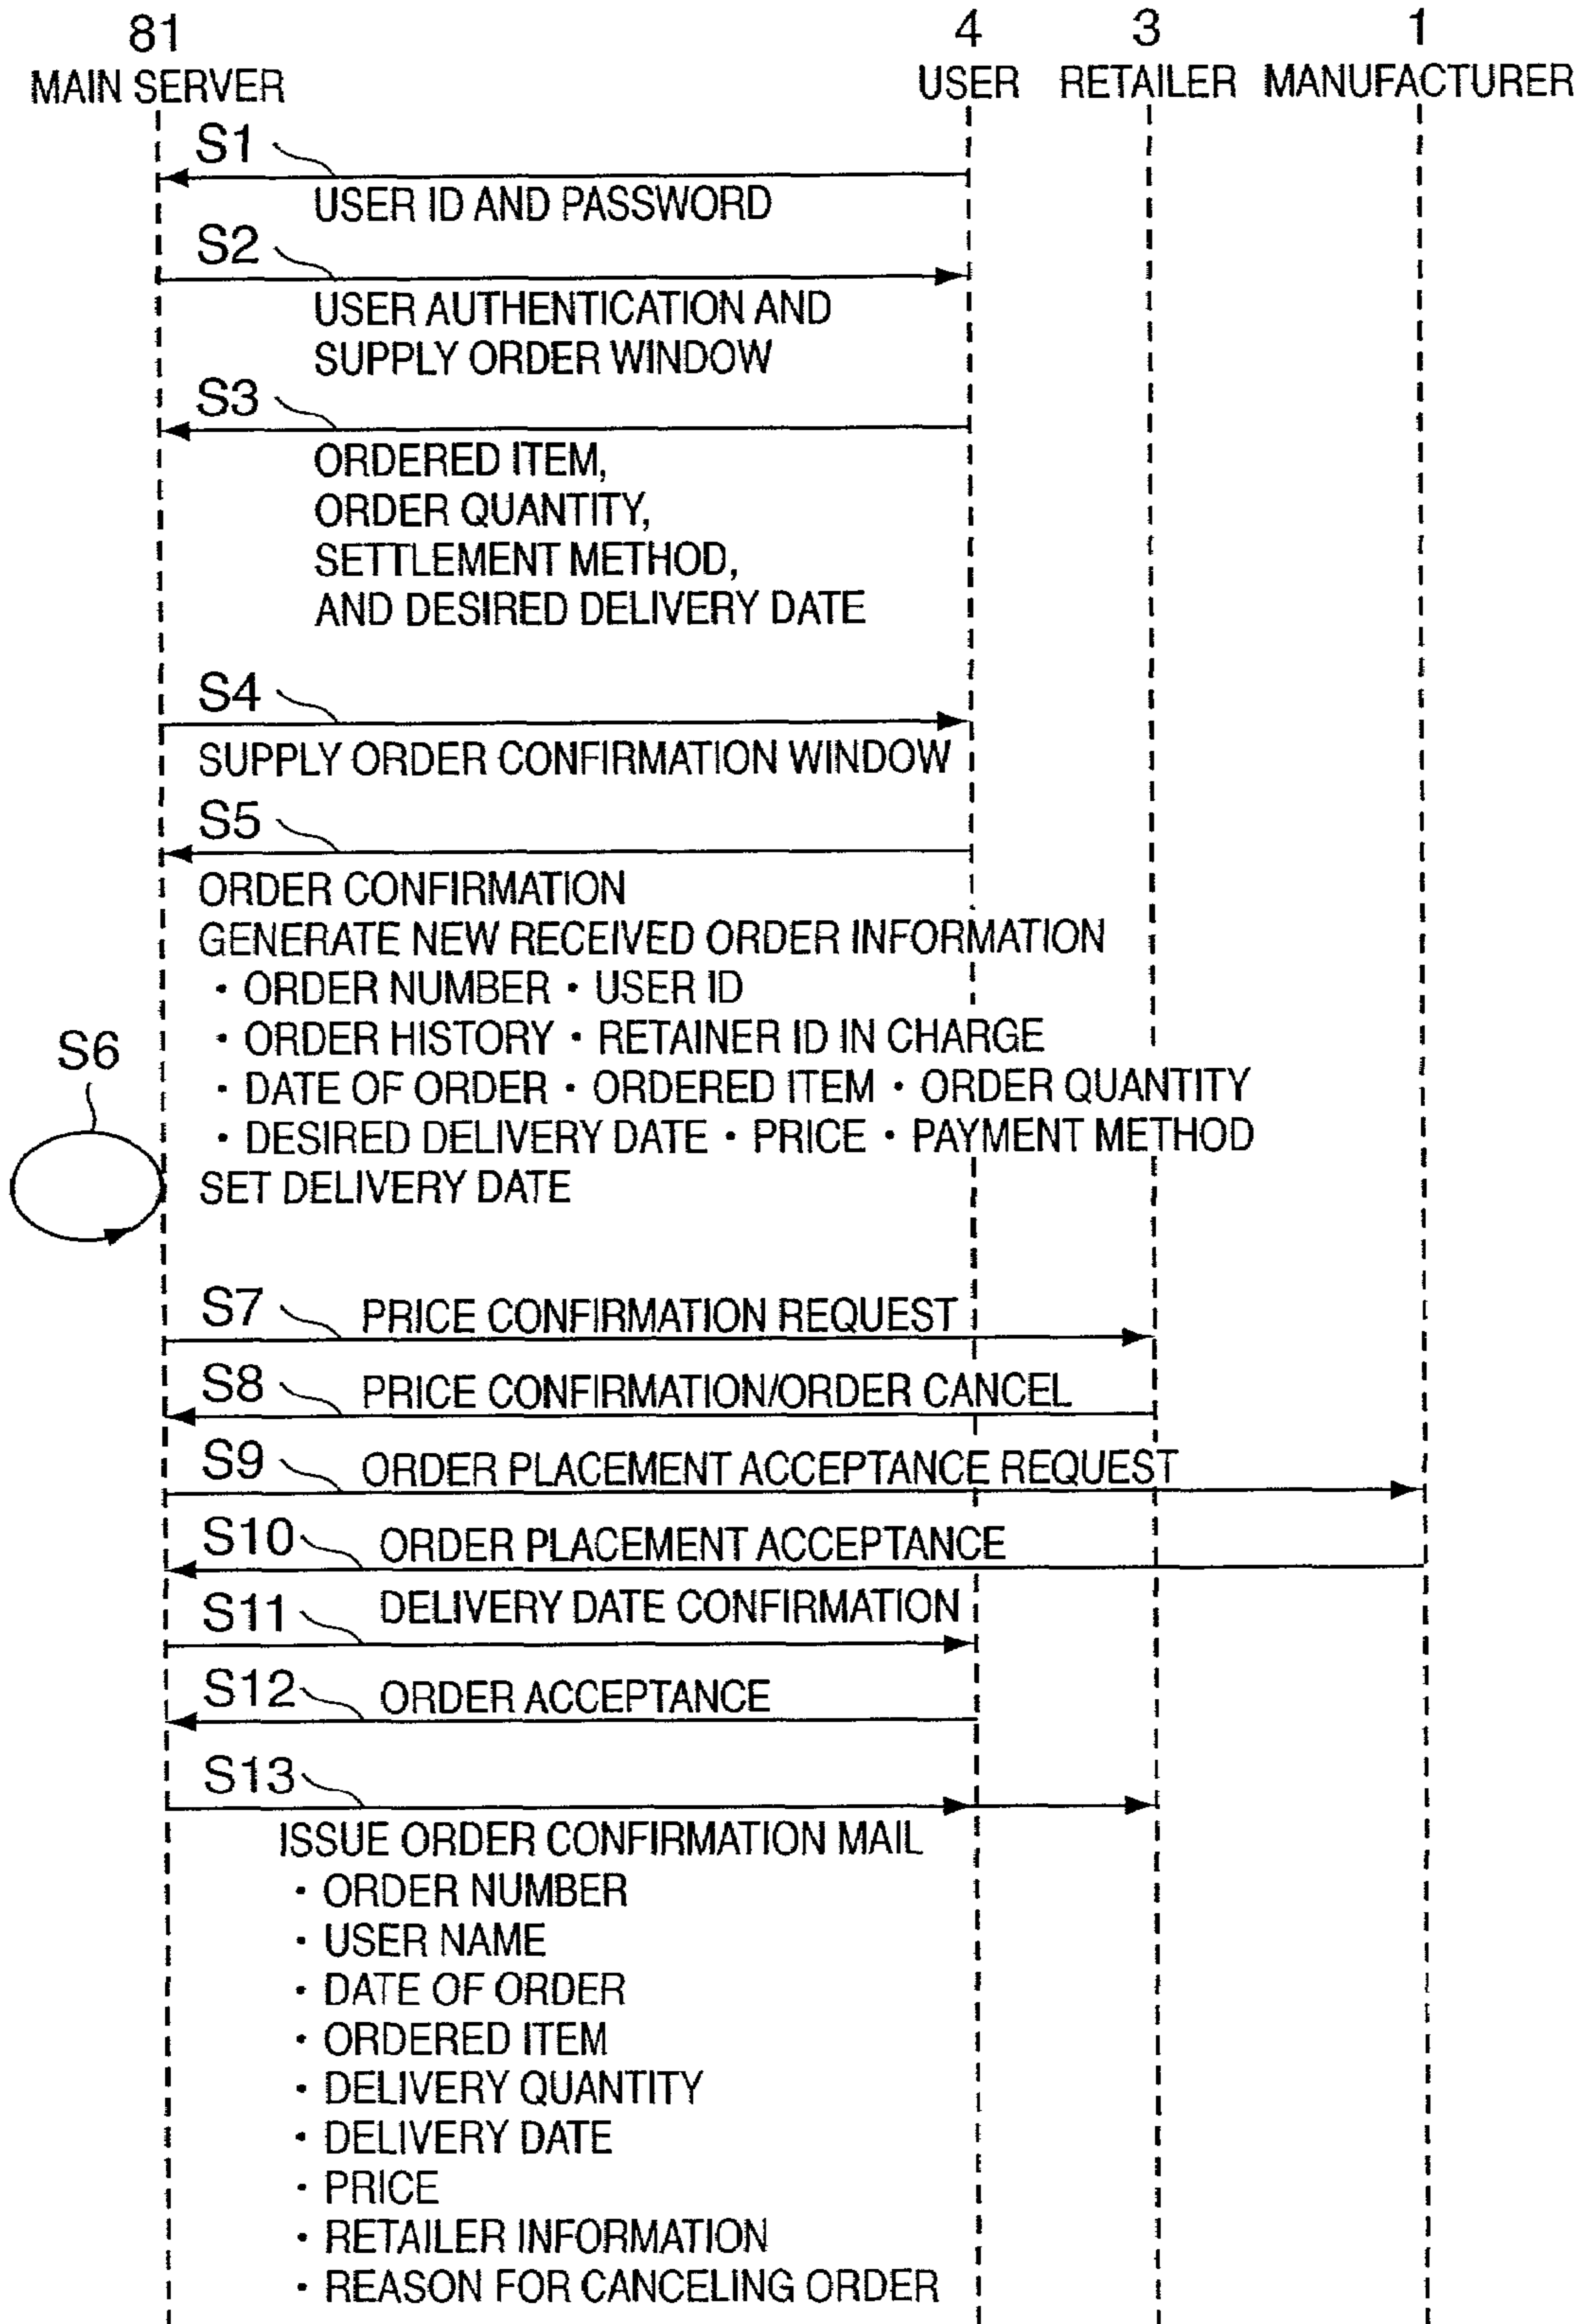 81 4 3 1
MAIN SERVER USER RETAILER MANUFACTURER
S1
USER ID AND PASSWORD
S2
USER AUTHENTICATION AND
SUPPLY ORDER WINDOW
S3
ORDERED ITEM,
ORDER QUANTITY,
SETTLEMENT METHOD,
AND DESIRED DELIVERY DATE
S4
SUPPLY ORDER CONFIRMATION WINDOW
S5
ORDER CONFIRMATION
GENERATE NEW RECEIVED ORDER INFORMATION
・ORDER NUMBER・USER ID
・ORDER HISTORY・RETAINER ID IN CHARGE
S6
・DATE OF ORDER・ORDERED ITEM・ORDER QUANTITY
・DESIRED DELIVERY DATE・PRICE・PAYMENT METHOD
SET DELIVERY DATE
S7 PRICE CONFIRMATION REQUEST
S8 PRICE CONFIRMATION/ORDER CANCEL
S9 ORDER PLACEMENT ACCEPTANCE REQUEST
S10 ORDER PLACEMENT ACCEPTANCE
S11 DELIVERY DATE CONFIRMATION
S12 ORDER ACCEPTANCE
S13
ISSUE ORDER CONFIRMATION MAIL
・ORDER NUMBER
・USER NAME
・DATE OF ORDER
・ORDERED ITEM
・DELIVERY QUANTITY
・DELIVERY DATE
・PRICE
・RETAILER INFORMATION
・REASON FOR CANCELING ORDER